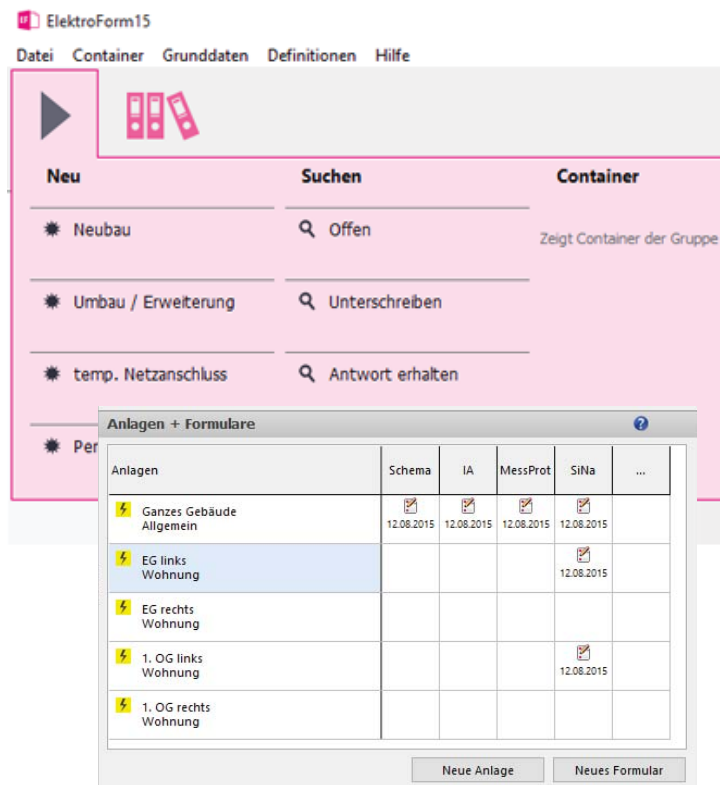 ElektroForm15
Datei Container Grunddaten Definitionen Hilfe
Neu Suchen Container
Neubau Offen Zeigt Container der Gruppe
Umbau / Erweiterung Unterschreiben
temp. Netzanschluss Antwort erhalten
Per
Anlagen + Formulare
Anlagen Schema IA MessProt SiNa ...
Ganzes Gebäude
Allgemein 12.08.2015 12.08.2015 12.08.2015 12.08.2015
EG links
Wohnung 12.08.2015
EG rechts
Wohnung
1. OG links
Wohnung 12.08.2015
1. OG rechts
Wohnung
Neue Anlage Neues Formular